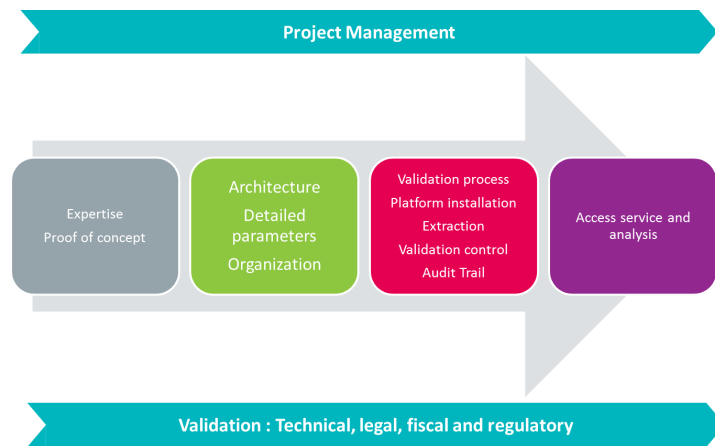 Project Management
Expertise
Proof of concept
Architecture
Detailed
parameters
Organization
Validation process
Platform installation
Extraction
Validation control
Audit Trail
Access service and
analysis
Validation : Technical, legal, fiscal and regulatory